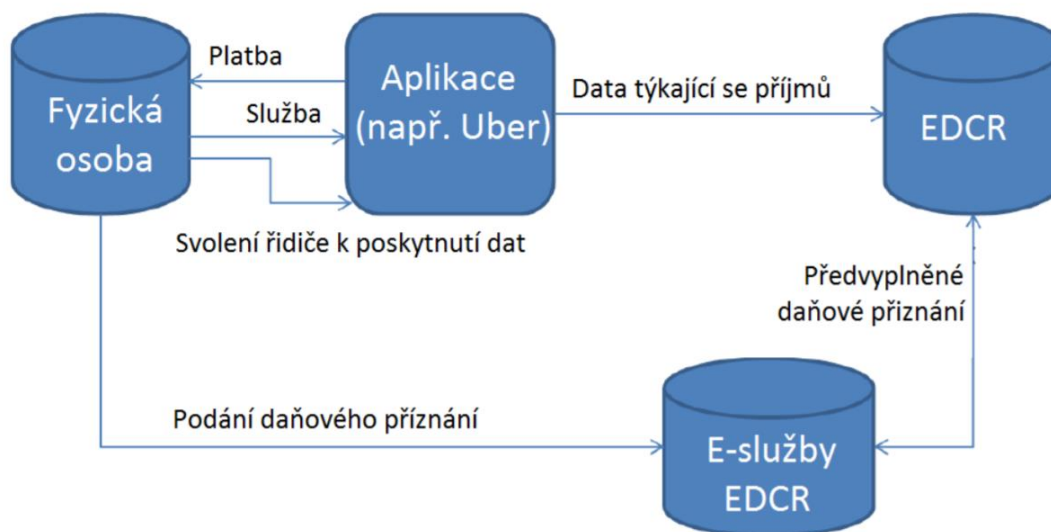 Platba
Fyzická
osoba
Služba
Aplikace
(např. Uber)
Data týkající se příjmů
EDCR
Svolení řidiče k poskytnutí dat
Předvyplněné
daňové přiznání
Podání daňového příznání
E-služby
EDCR